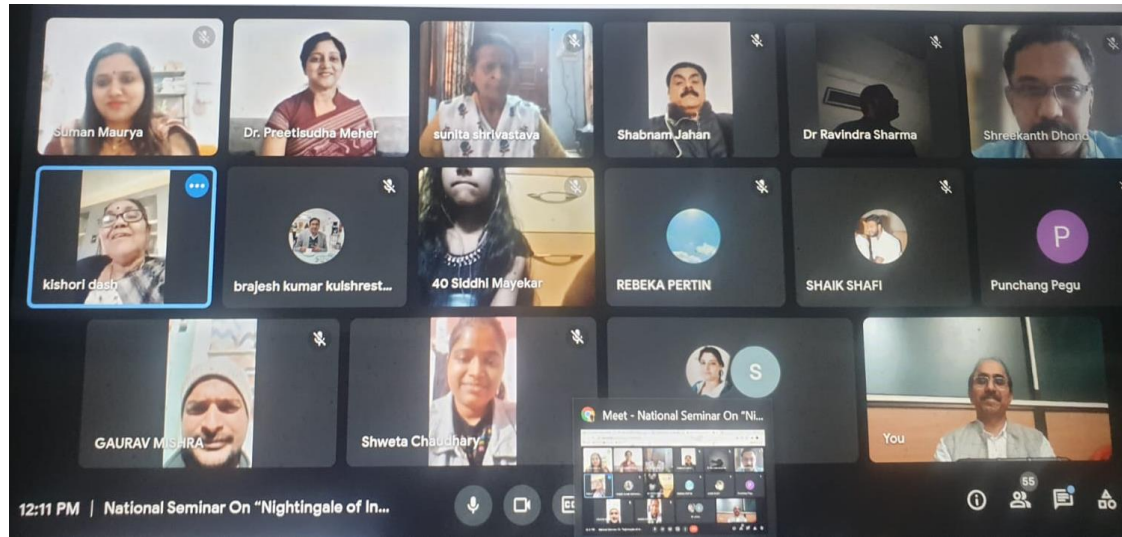 Suman Maurya
Dr. Preetisudha Meher
sunita shrivastava
Shabnam Jahan
Dr Ravindra Sharma
Shreekanth Dhond
kishori dash
brajesh kumar kulshrest...
40 Siddhi Mayekar
REBEKA PERTIN
SHAIK SHAFI
P
Punchang Pegu
GAURAV MISHRA
Shweta Chaudhary
S
You
Meet - National Seminar On “Ni...
12:11 PM | National Seminar On “Nightingale of In...
CC
55